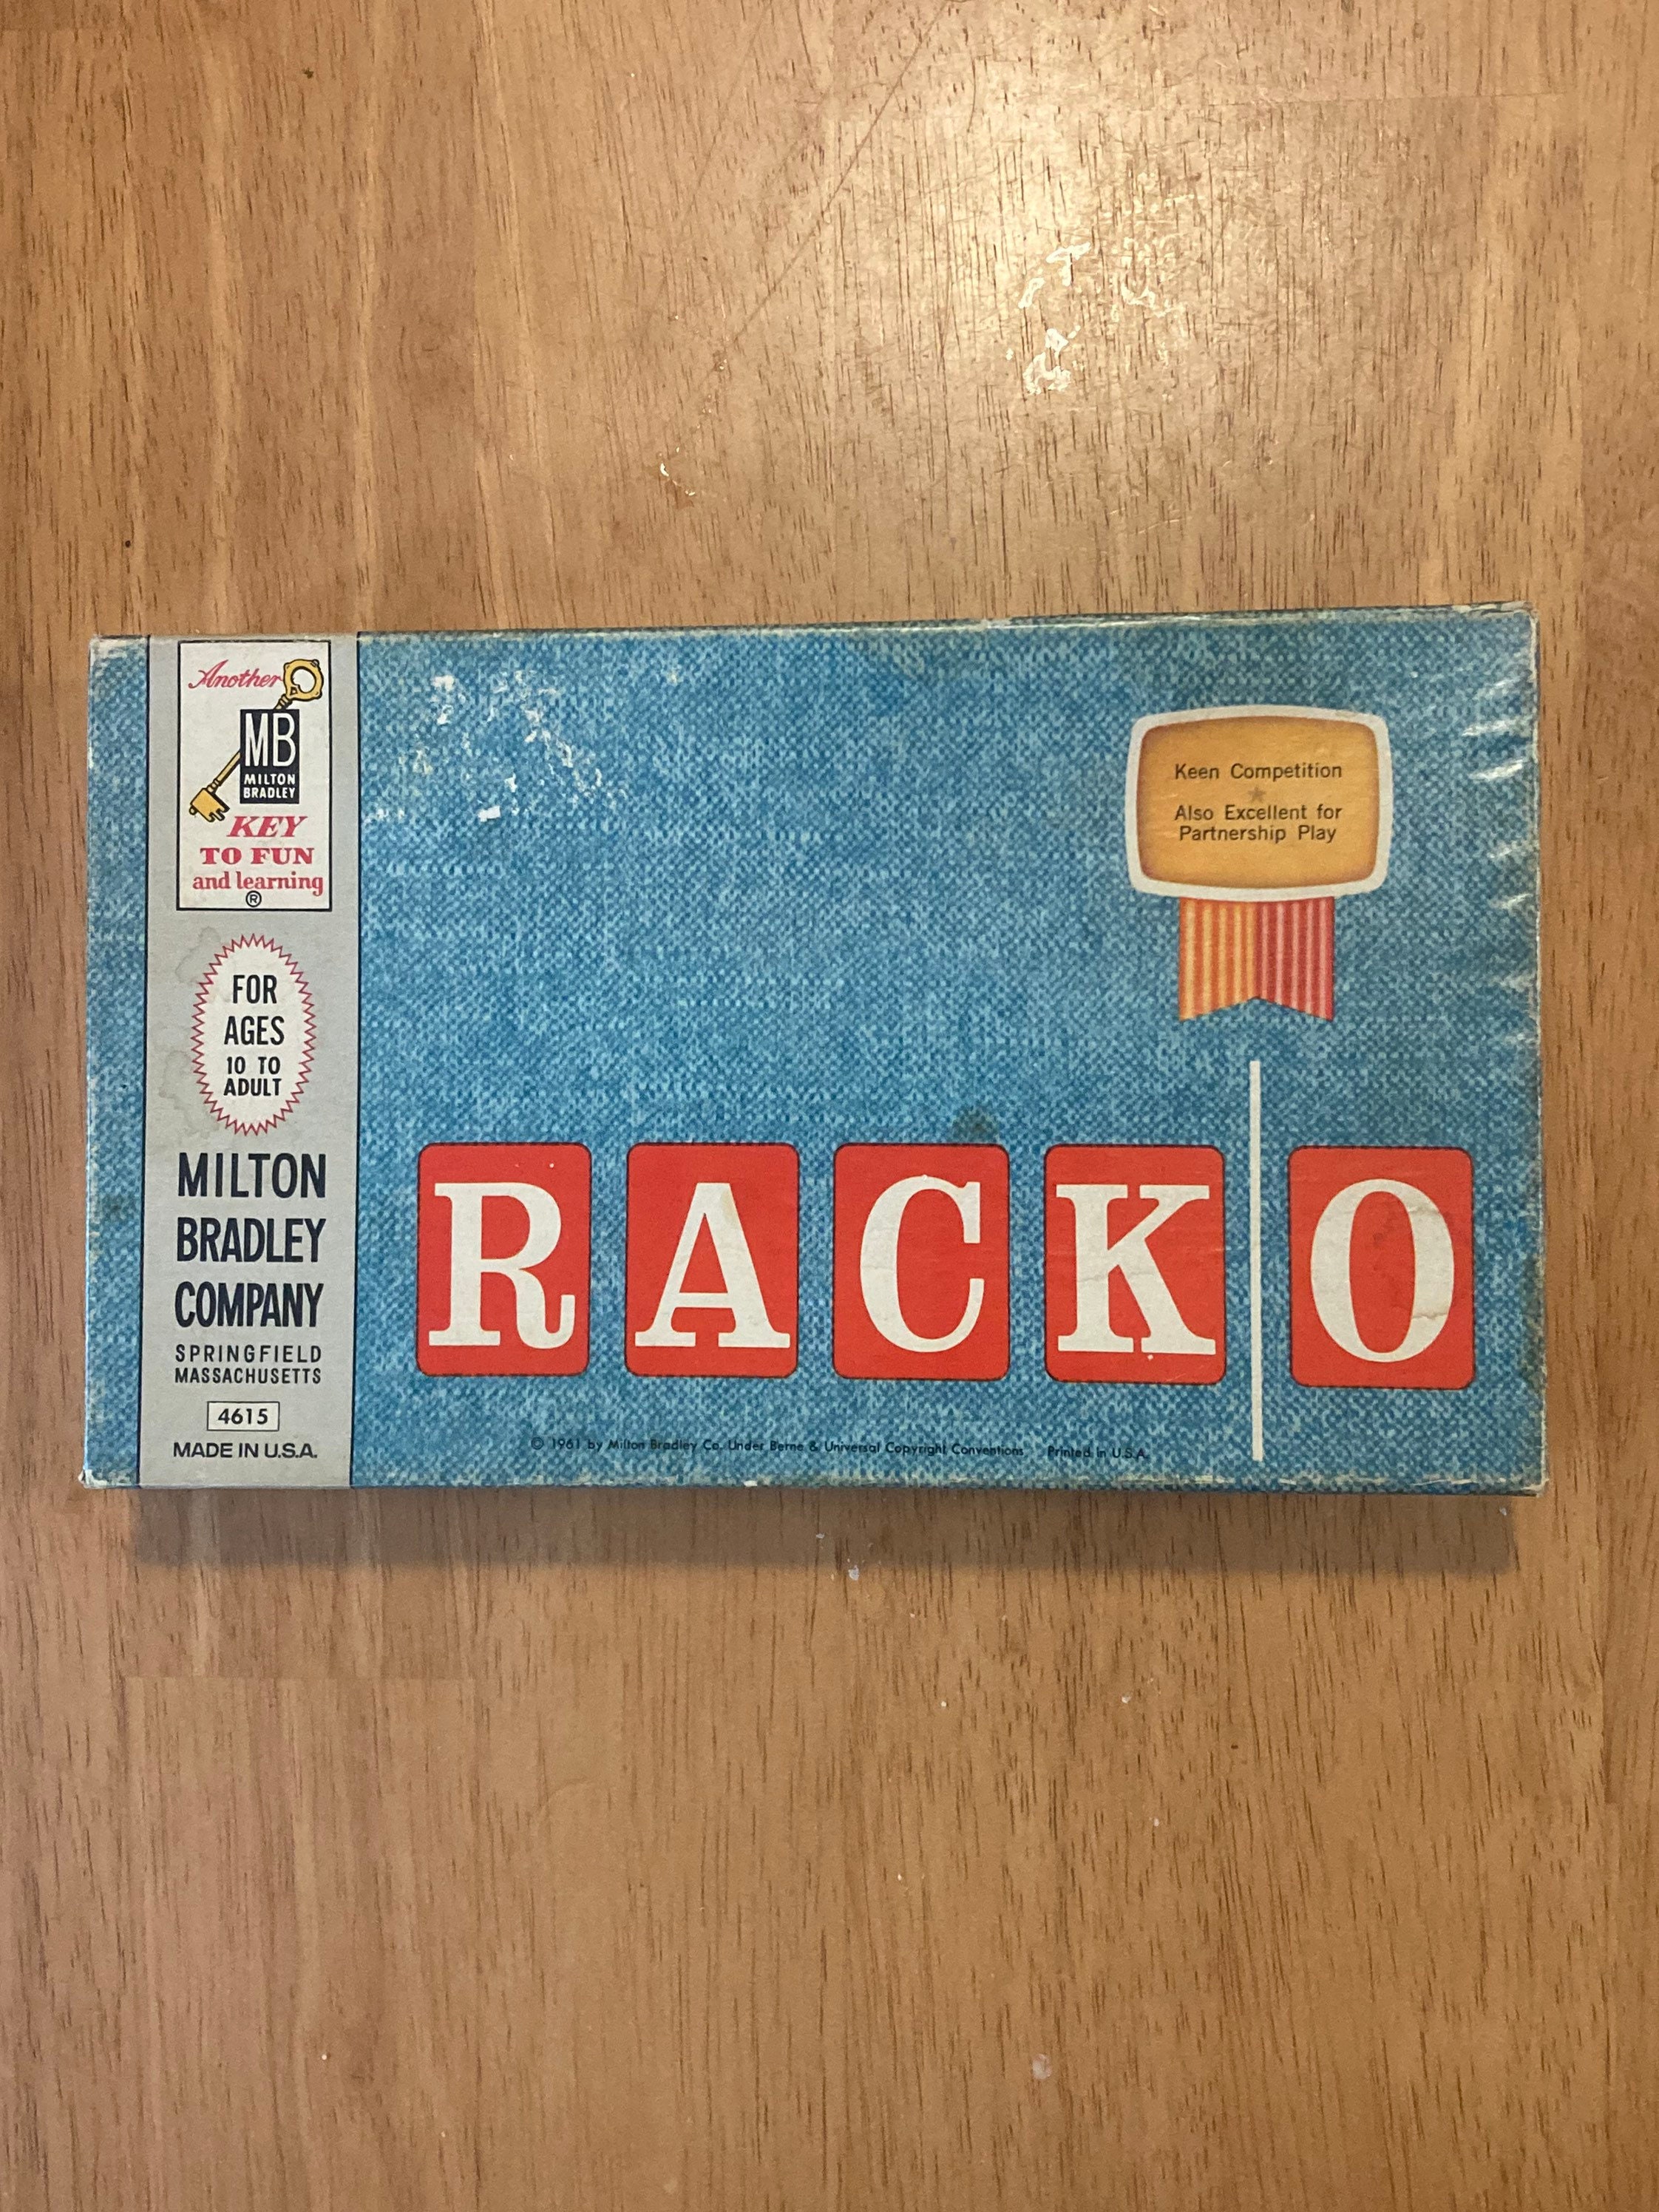 Another
MB
MILTON
BRADLEY
KEY
TO FUN
and learning
®
FOR
AGES
10 TO
ADULT
MILTON
BRADLEY
COMPANY
SPRINGFIELD
MASSACHUSETTS
4615
MADE IN U.S.A.
Keen Competition
Also Excellent for
Partnership Play
RACK O
© 1961 by Milton Bradley Co. Under Berne & Universal Copyright Conventions Printed in U.S.A.